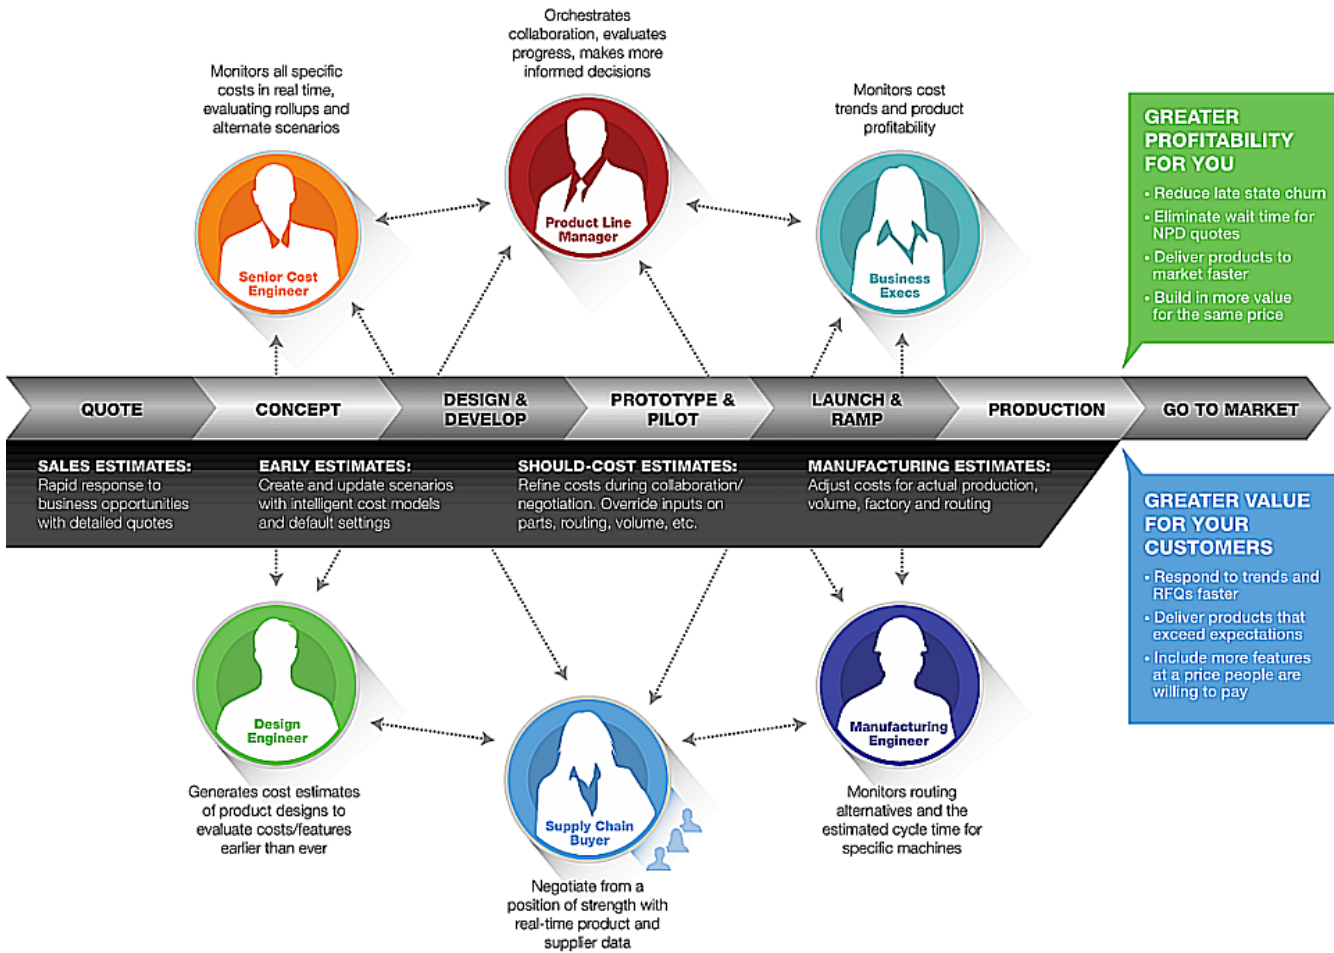 Orchestrates
collaboration, evaluates
progress, makes more
informed decisions
Monitors all specific
costs in real time,
evaluating rollups and
alternate scenarios
Monitors cost
trends and product
profitability
Senior Cost
Engineer
Product Line
Manager
Business
Execs
GREATER
PROFITABILITY
FOR YOU
• Reduce late state churn
• Eliminate wait time for
NPD quotes
• Deliver products to
market faster
• Build in more value
for the same price
QUOTE
CONCEPT
DESIGN &
DEVELOP
PROTOTYPE &
PILOT
LAUNCH &
RAMP
PRODUCTION
GO TO MARKET
SALES ESTIMATES:
Rapid response to
business opportunities
with detailed quotes
EARLY ESTIMATES:
Create and update scenarios
with intelligent cost models
and default settings
SHOULD-COST ESTIMATES:
Refine costs during collaboration/
negotiation. Override inputs on
parts, routing, volume, etc.
MANUFACTURING ESTIMATES:
Adjust costs for actual production,
volume, factory and routing
GREATER VALUE
FOR YOUR
CUSTOMERS
• Respond to trends and
RFQs faster
• Deliver products that
exceed expectations
• Include more features
at a price people are
willing to pay
Design
Engineer
Supply Chain
Buyer
Manufacturing
Engineer
Generates cost estimates
of product designs to
evaluate costs/features
earlier than ever
Negotiate from a
position of strength with
real-time product and
supplier data
Monitors routing
alternatives and the
estimated cycle time for
specific machines